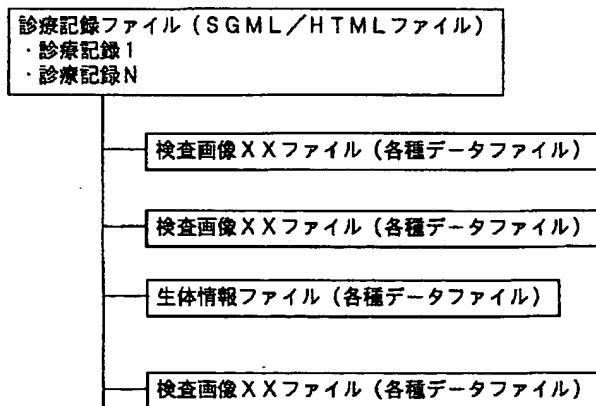 診療記録ファイル（ＳＧＭＬ／ＨＴＭＬファイル）
・診療記録１
・診療記録Ｎ
検査画像ＸＸファイル（各種データファイル）
検査画像ＸＸファイル（各種データファイル）
生体情報ファイル（各種データファイル）
検査画像ＸＸファイル（各種データファイル）